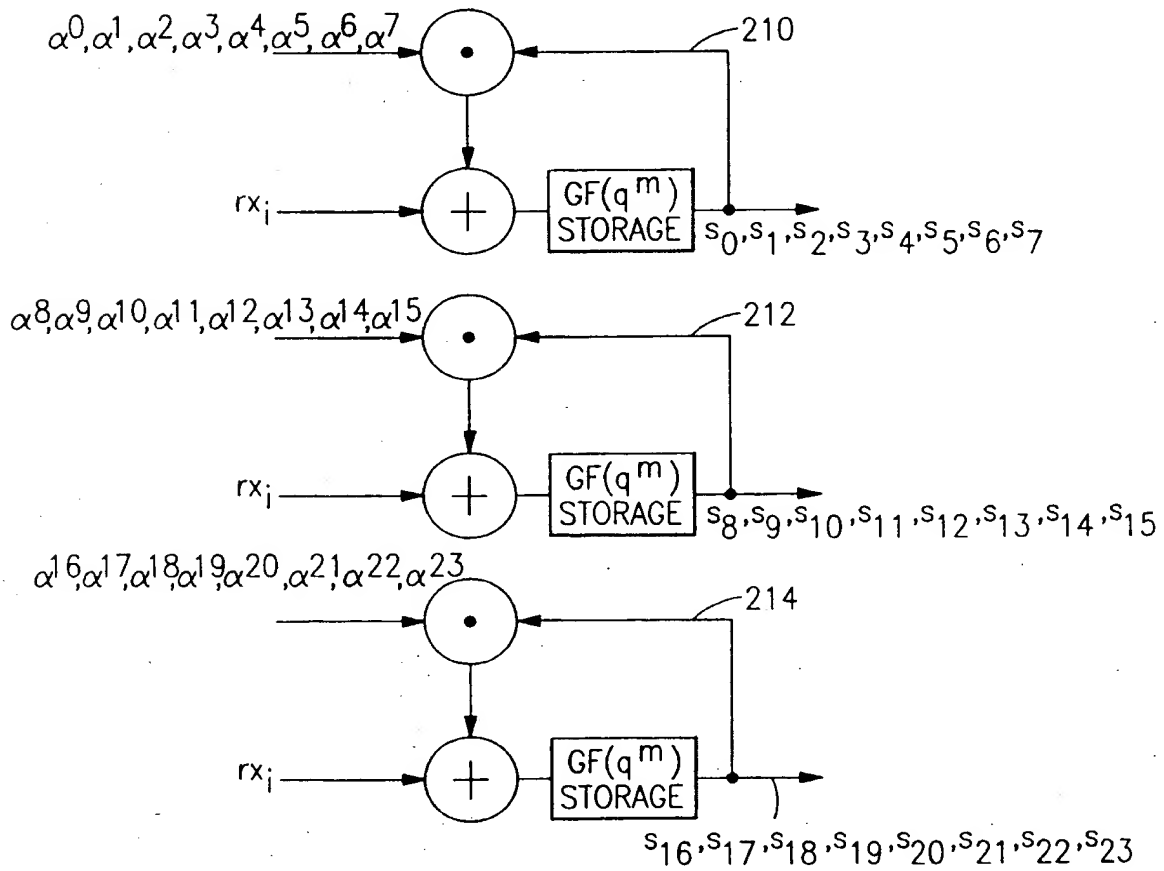 α⁰,α¹,α²,α³,α⁴,α⁵,α⁶,α⁷
210
rxᵢ
GF(qᵐ)
STORAGE
s₀,s₁,s₂,s₃,s₄,s₅,s₆,s₇
α⁸,α⁹,α¹⁰,α¹¹,α¹²,α¹³,α¹⁴,α¹⁵
212
rxᵢ
GF(qᵐ)
STORAGE
s₈,s₉,s₁₀,s₁₁,s₁₂,s₁₃,s₁₄,s₁₅
α¹⁶,α¹⁷,α¹⁸,α¹⁹,α²⁰,α²¹,α²²,α²³
214
rxᵢ
GF(qᵐ)
STORAGE
s₁₆,s₁₇,s₁₈,s₁₉,s₂₀,s₂₁,s₂₂,s₂₃